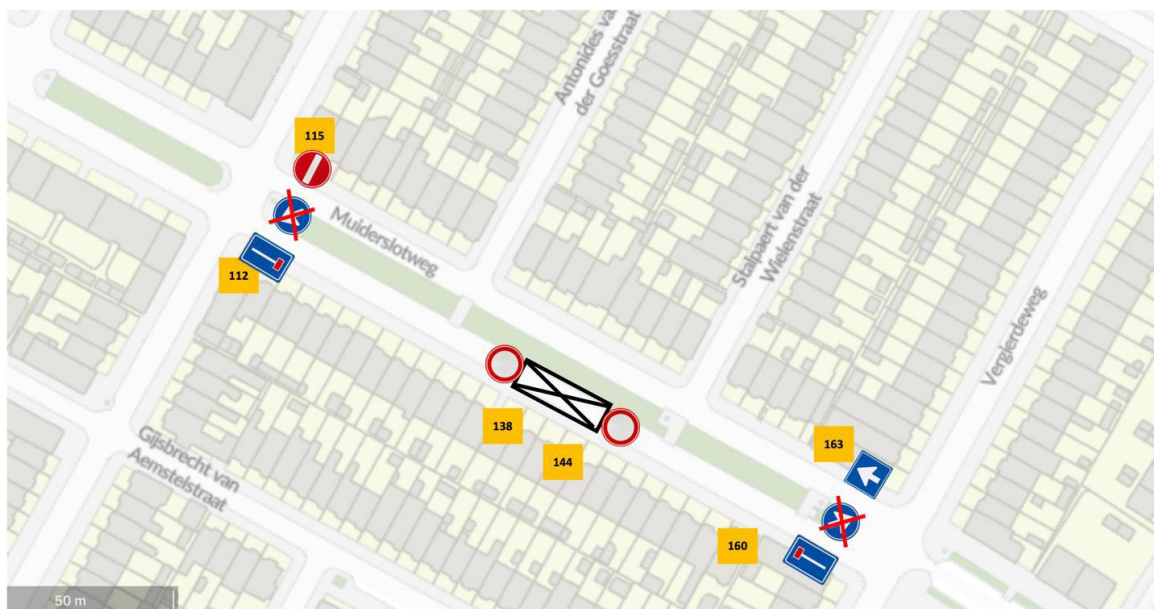 Antonides va
der Goesstraat
115
Stalpaert van der
Wielenstraat
Muiderslotweg
112
Vergierdeweg
138
144
163
Gijsbrecht van
Aemstelstraat
160
50 m